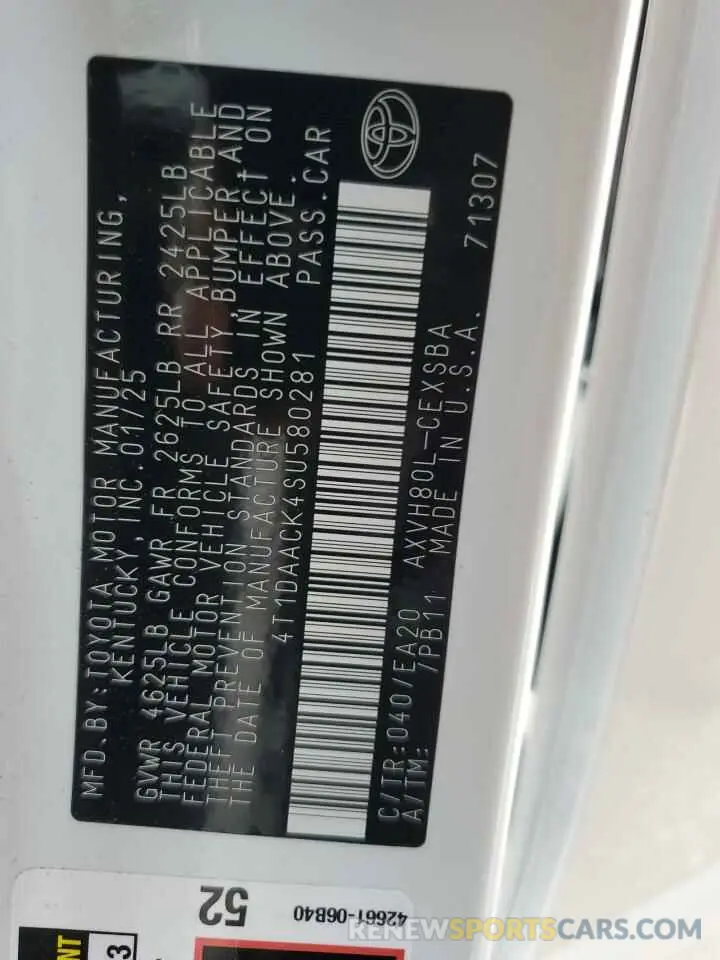 MFD.BY:TOYOTA MOTOR MANUFACTURING,
KENTUCKY, INC.01/25
GVWR 4625LB GAWR FR 2625LB RR 2425LB
THIS VEHICLE CONFORMS TO ALL APPLICABLE
FEDERAL MOTOR VEHICLE SAFETY,BUMPER,AND
THEFT PREVENTION STANDARDS IN EFFECT ON
THE DATE OF MANUFACTURE SHOWN ABOVE.
4T1DAACK4SU580281 PASS.CAR
C/TR:040/EA20 AXVH80L-CEXSBA 71307
A/TM: /PB11 MADE IN U.S.A.
52
42661-06B40
NT
3
RENEWSPORTSCARS.COM